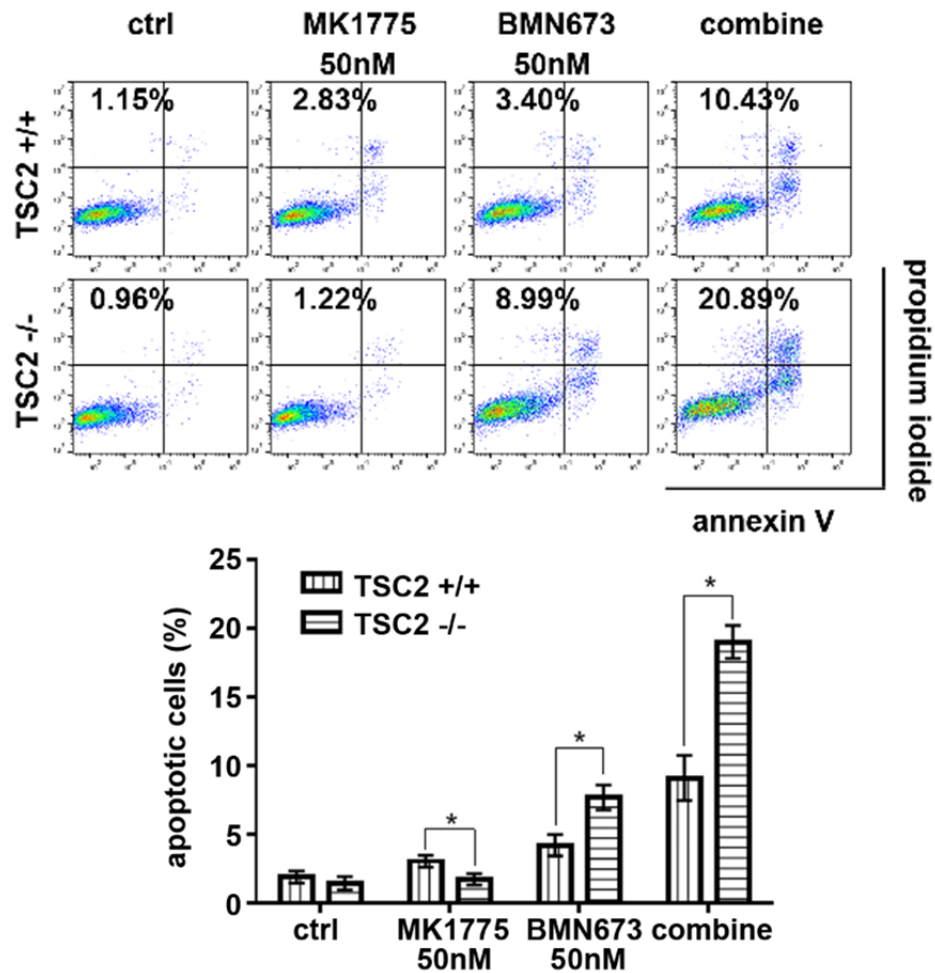 ctrl MK1775 BMN673 combine
50nM 50nM
TSC2 +/+
1.15% 2.83% 3.40% 10.43%
TSC2 -/-
0.96% 1.22% 8.99% 20.89%
propidium iodide
annexin V
apoptotic cells (%)
25
20
15
10
5
0
TSC2 +/+
TSC2 -/-
*
*
*
ctrl MK1775 BMN673 combine
50nM 50nM